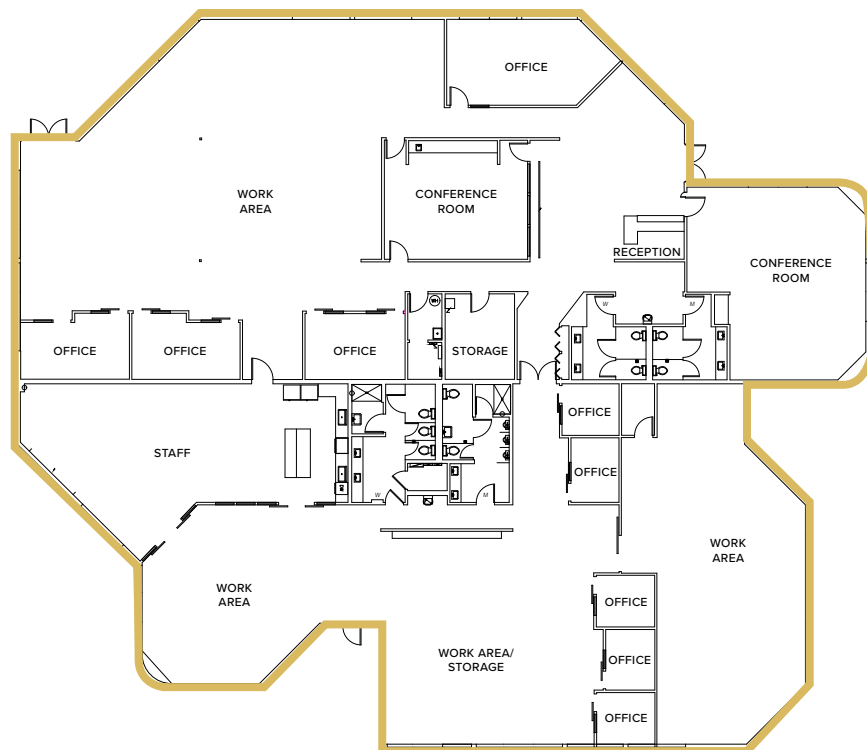 OFFICE
WORK
AREA
CONFERENCE
ROOM
RECEPTION
CONFERENCE
ROOM
W
M
OFFICE
OFFICE
OFFICE
STORAGE
OFFICE
STAFF
OFFICE
W
M
WORK
AREA
WORK
AREA
OFFICE
WORK AREA/
STORAGE
OFFICE
OFFICE